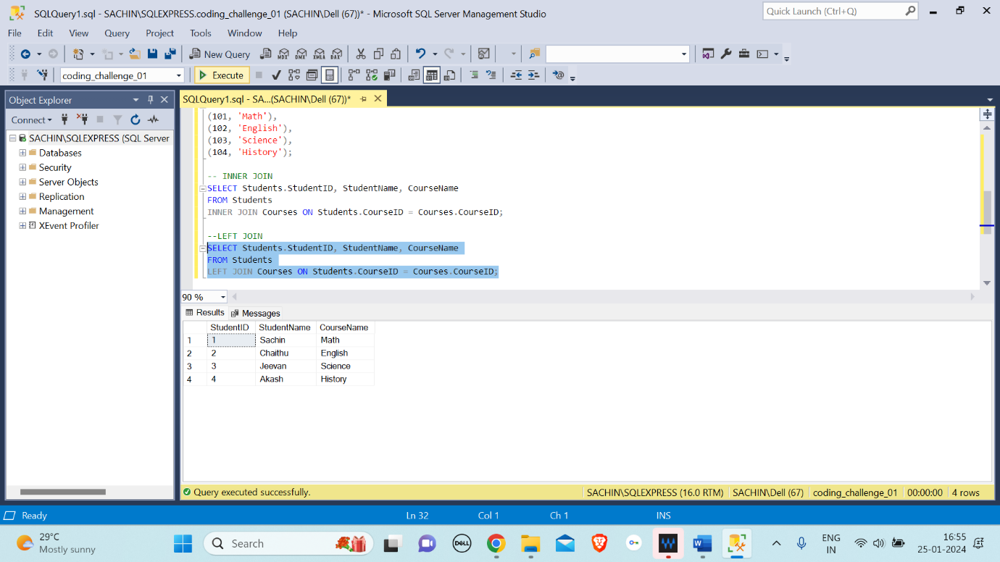 SQLQuery1.sql - SACHIN\SQLEXPRESS.coding_challenge_01 (SACHIN\Dell (67))* - Microsoft SQL Server Management Studio
Quick Launch (Ctrl+Q)
File Edit View Query Project Tools Window Help
New Query MDX DMX XMLA DAX
coding_challenge_01 Execute
Object Explorer
SQLQuery1.sql - SA...(SACHIN\Dell (67))*
Connect
SACHIN\SQLEXPRESS (SQL Server
Databases
Security
Server Objects
Replication
Management
XEvent Profiler
(101, 'Math'),
(102, 'English'),
(103, 'Science'),
(104, 'History');
-- INNER JOIN
SELECT Students.StudentID, StudentName, CourseName
FROM Students
INNER JOIN Courses ON Students.CourseID = Courses.CourseID;
--LEFT JOIN
SELECT Students.StudentID, StudentName, CourseName
FROM Students
LEFT JOIN Courses ON Students.CourseID = Courses.CourseID;
90 %
Results Messages
StudentID StudentName CourseName
1 1 Sachin Math
2 2 Chaithu English
3 3 Jeevan Science
4 4 Akash History
Query executed successfully. SACHIN\SQLEXPRESS (16.0 RTM) SACHIN\Dell (67) coding_challenge_01 00:00:00 4 rows
Ready Ln 32 Col 1 Ch 1 INS
29°C
Mostly sunny
Search
DELL
W
ENG
IN
16:55
25-01-2024